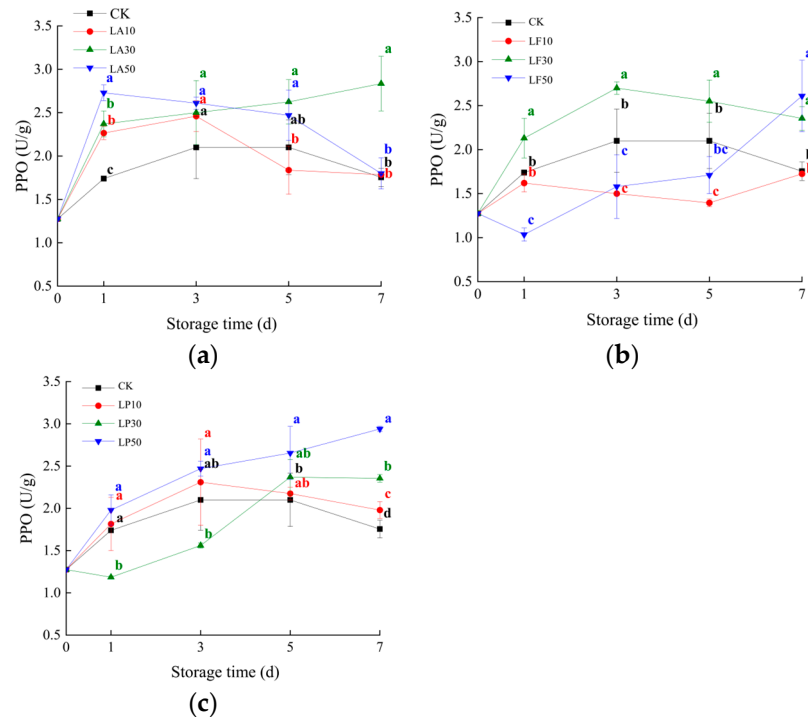 (a)
PPO (U/g)
3.5
3.0
2.5
2.0
1.5
1.0
0.5
CK
LA10
LA30
LA50
a
b
b
c
a
a
a
a
a
a
ab
b
a
b
b
b
0
1
3
5
7
Storage time (d)
(b)
PPO (U/g)
3.5
3.0
2.5
2.0
1.5
1.0
0.5
CK
LF10
LF30
LF50
a
b
b
c
a
b
c
c
a
b
bc
c
a
a
0
1
3
5
7
Storage time (d)
(c)
PPO (U/g)
3.5
3.0
2.5
2.0
1.5
1.0
0.5
CK
LP10
LP30
LP50
a
a
a
b
a
a
ab
b
a
ab
b
ab
a
b
c
d
0
1
3
5
7
Storage time (d)